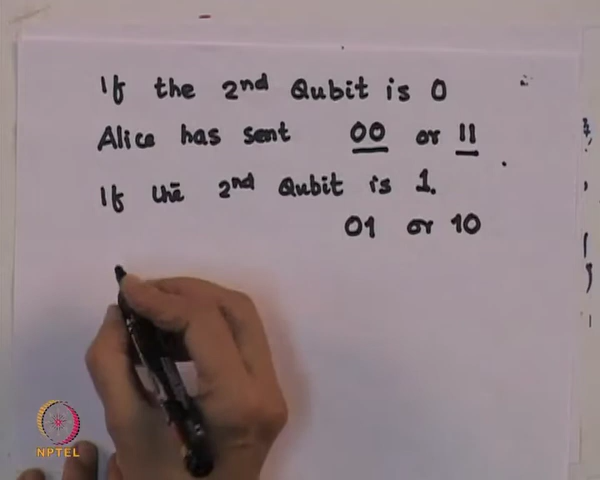 If the 2nd Qubit is 0
Alice has sent 00 or 11
If the 2nd Qubit is 1.
01 or 10
NPTEL